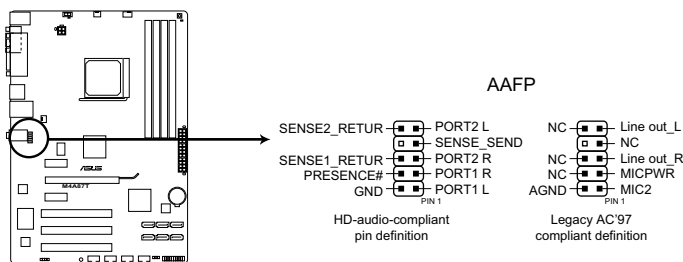 AAFP
SENSE2_RETUR
PORT2 L
SENSE_SEND
SENSE1_RETUR
PORT2 R
PRESENCE#
PORT1 R
GND
PORT1 L
PIN 1
HD-audio-compliant
pin definition
NC
Line out_L
NC
NC
Line out_R
NC
MICPWR
AGND
MIC2
PIN 1
Legacy AC'97
compliant definition
ASUS
M4A87T